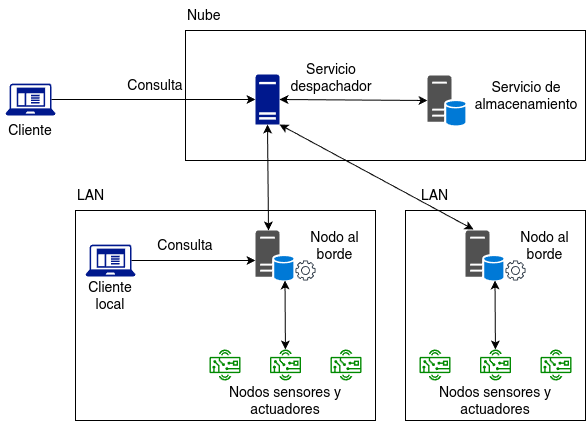 Nube
Consulta
Servicio
despachador
Servicio de
almacenamiento
Cliente
LAN
LAN
Consulta
Nodo al
borde
Nodo al
borde
Cliente
local
Nodos sensores y
actuadores
Nodos sensores y
actuadores